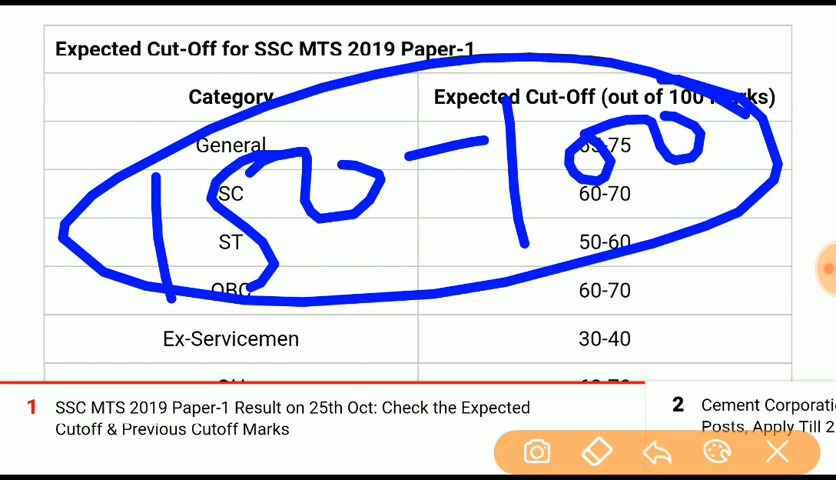 Expected Cut-Off for SSC MTS 2019 Paper-1
Category Expected Cut-Off (out of 100
General -75
SC 60-70
ST 50-60
OBC 60-70
Ex-Servicemen 30-40
150 - 100
1 SSC MTS 2019 Paper-1 Result on 25th Oct: Check the Expected
Cutoff & Previous Cutoff Marks
2 Cement Corporati
Posts, Apply Till 2